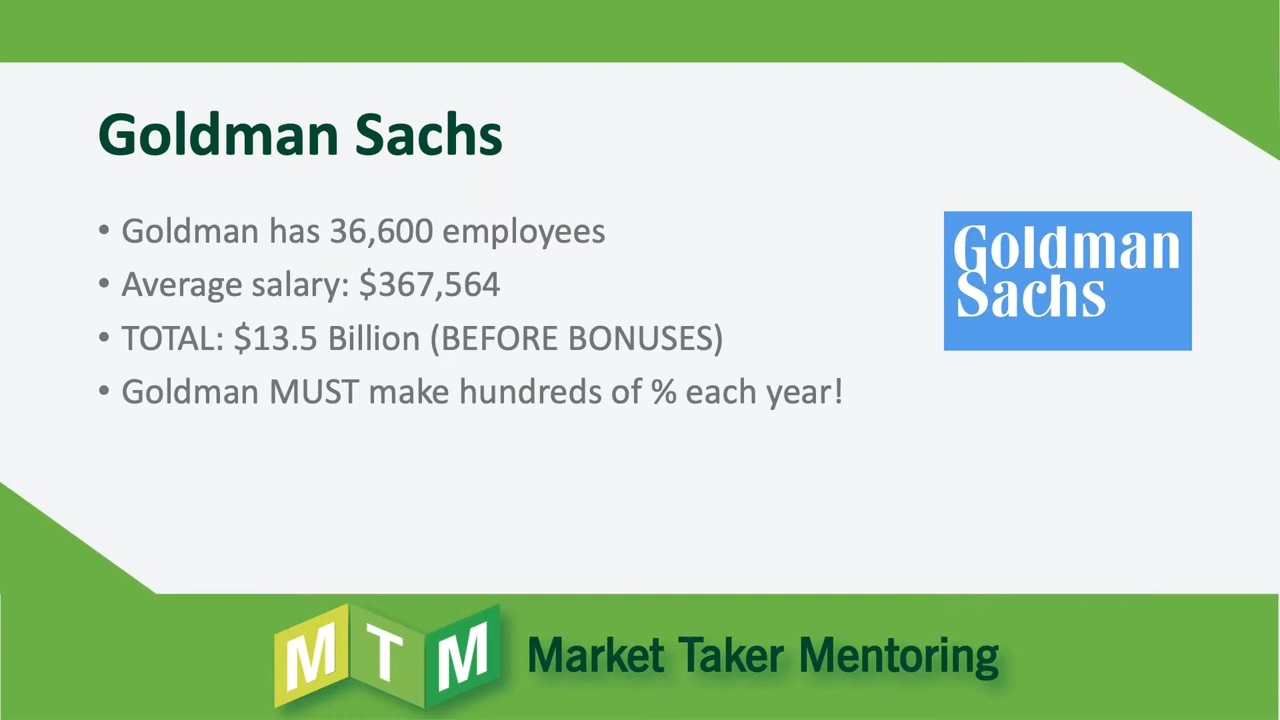 Goldman Sachs
• Goldman has 36,600 employees
• Average salary: $367,564
• TOTAL: $13.5 Billion (BEFORE BONUSES)
• Goldman MUST make hundreds of % each year!
Goldman
Sachs
MTM Market Taker Mentoring